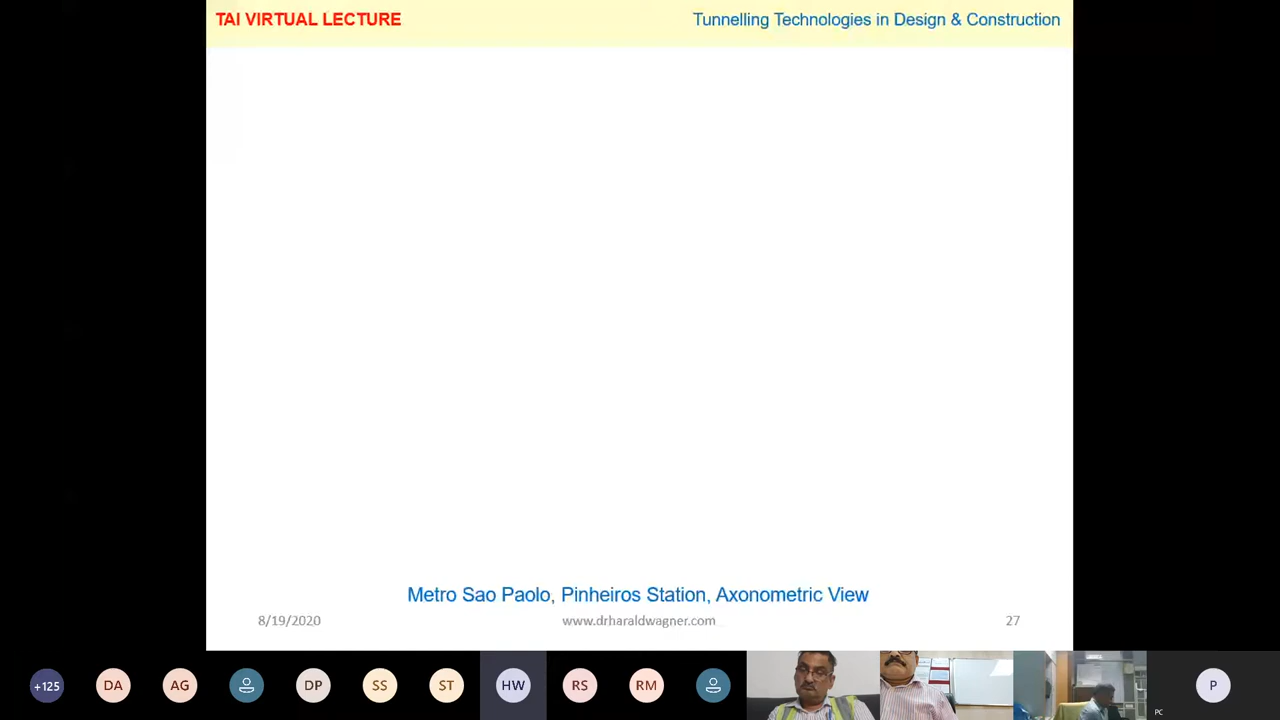 TAI VIRTUAL LECTURE
Tunnelling Technologies in Design & Construction
Metro Sao Paolo, Pinheiros Station, Axonometric View
8/19/2020
www.drharaldwagner.com
27
+125
DA
AG
DP
SS
ST
HW
RS
RM
P
PC